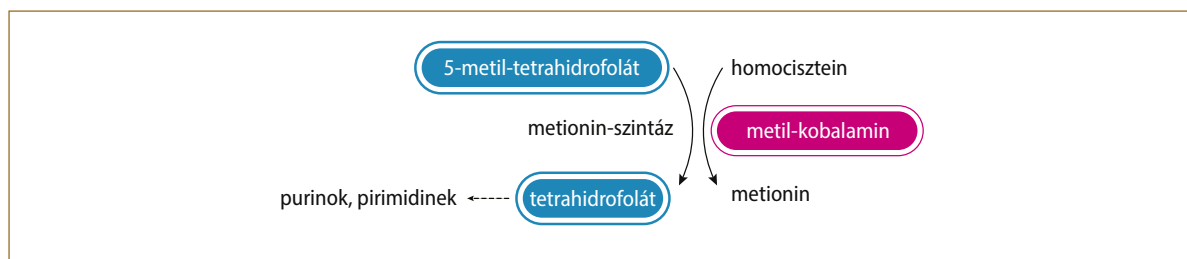 5-metil-tetrahidrofolát
homocisztein
metionin-szintáz
metil-kobalamin
purinok, pirimidinek
tetrahidrofolát
metionin